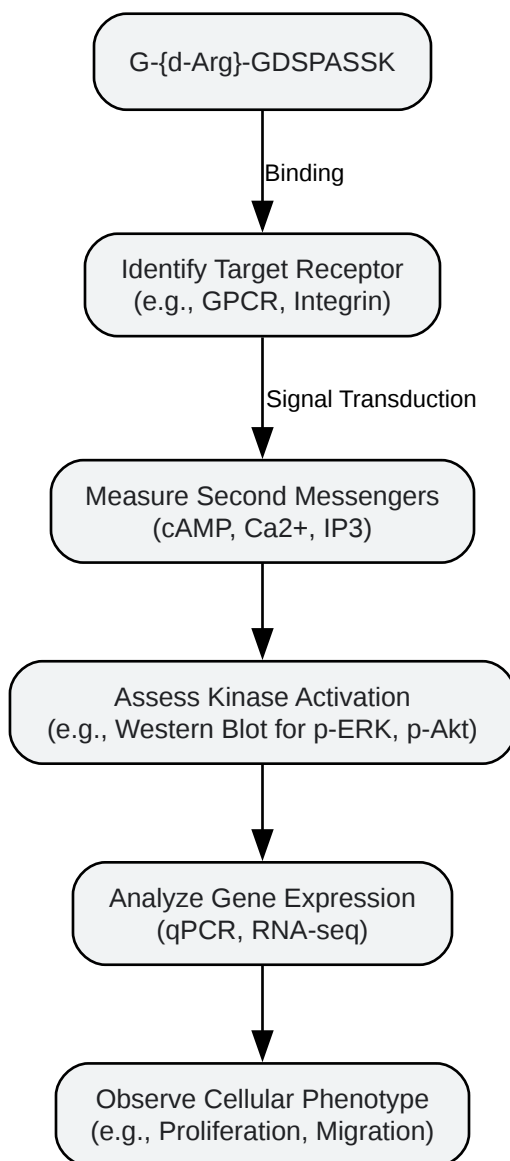 G-{d-Arg}-GDSPASSK
Binding
Identify Target Receptor
(e.g., GPCR, Integrin)
Signal Transduction
Measure Second Messengers
(cAMP, Ca2+, IP3)
Assess Kinase Activation
(e.g., Western Blot for p-ERK, p-Akt)
Analyze Gene Expression
(qPCR, RNA-seq)
Observe Cellular Phenotype
(e.g., Proliferation, Migration)